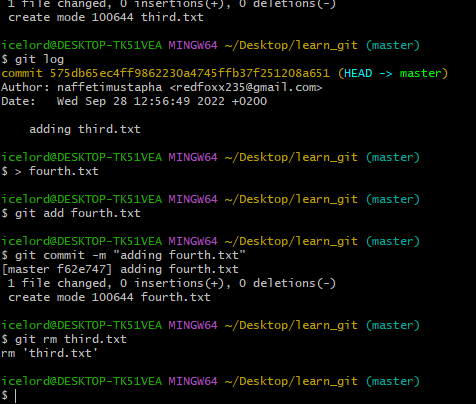 1 file changed, 0 insertions(+), 0 deletions(-)
create mode 100644 third.txt
icelord@DESKTOP-TK51VEA MINGW64 ~/Desktop/learn_git (master)
$ git log
commit 575db65ec4ff9862230a4745ffb37f251208a651 (HEAD -> master)
Author: naffetimustapha <redfoxx235@gmail.com>
Date:   Wed Sep 28 12:56:49 2022 +0200
adding third.txt
icelord@DESKTOP-TK51VEA MINGW64 ~/Desktop/learn_git (master)
$ > fourth.txt
icelord@DESKTOP-TK51VEA MINGW64 ~/Desktop/learn_git (master)
$ git add fourth.txt
icelord@DESKTOP-TK51VEA MINGW64 ~/Desktop/learn_git (master)
$ git commit -m "adding fourth.txt"
[master f62e747] adding fourth.txt
1 file changed, 0 insertions(+), 0 deletions(-)
create mode 100644 fourth.txt
icelord@DESKTOP-TK51VEA MINGW64 ~/Desktop/learn_git (master)
$ git rm third.txt
rm 'third.txt'
icelord@DESKTOP-TK51VEA MINGW64 ~/Desktop/learn_git (master)
$